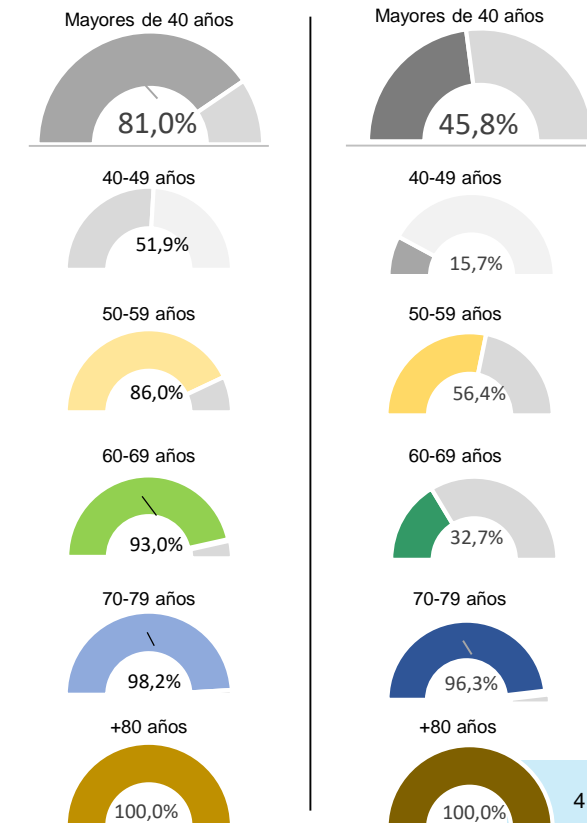 Mayores de 40 años
81,0%
40-49 años
51,9%
50-59 años
86,0%
60-69 años
93,0%
70-79 años
98,2%
+80 años
100,0%
Mayores de 40 años
45,8%
40-49 años
15,7%
50-59 años
56,4%
60-69 años
32,7%
70-79 años
96,3%
+80 años
100,0%
4